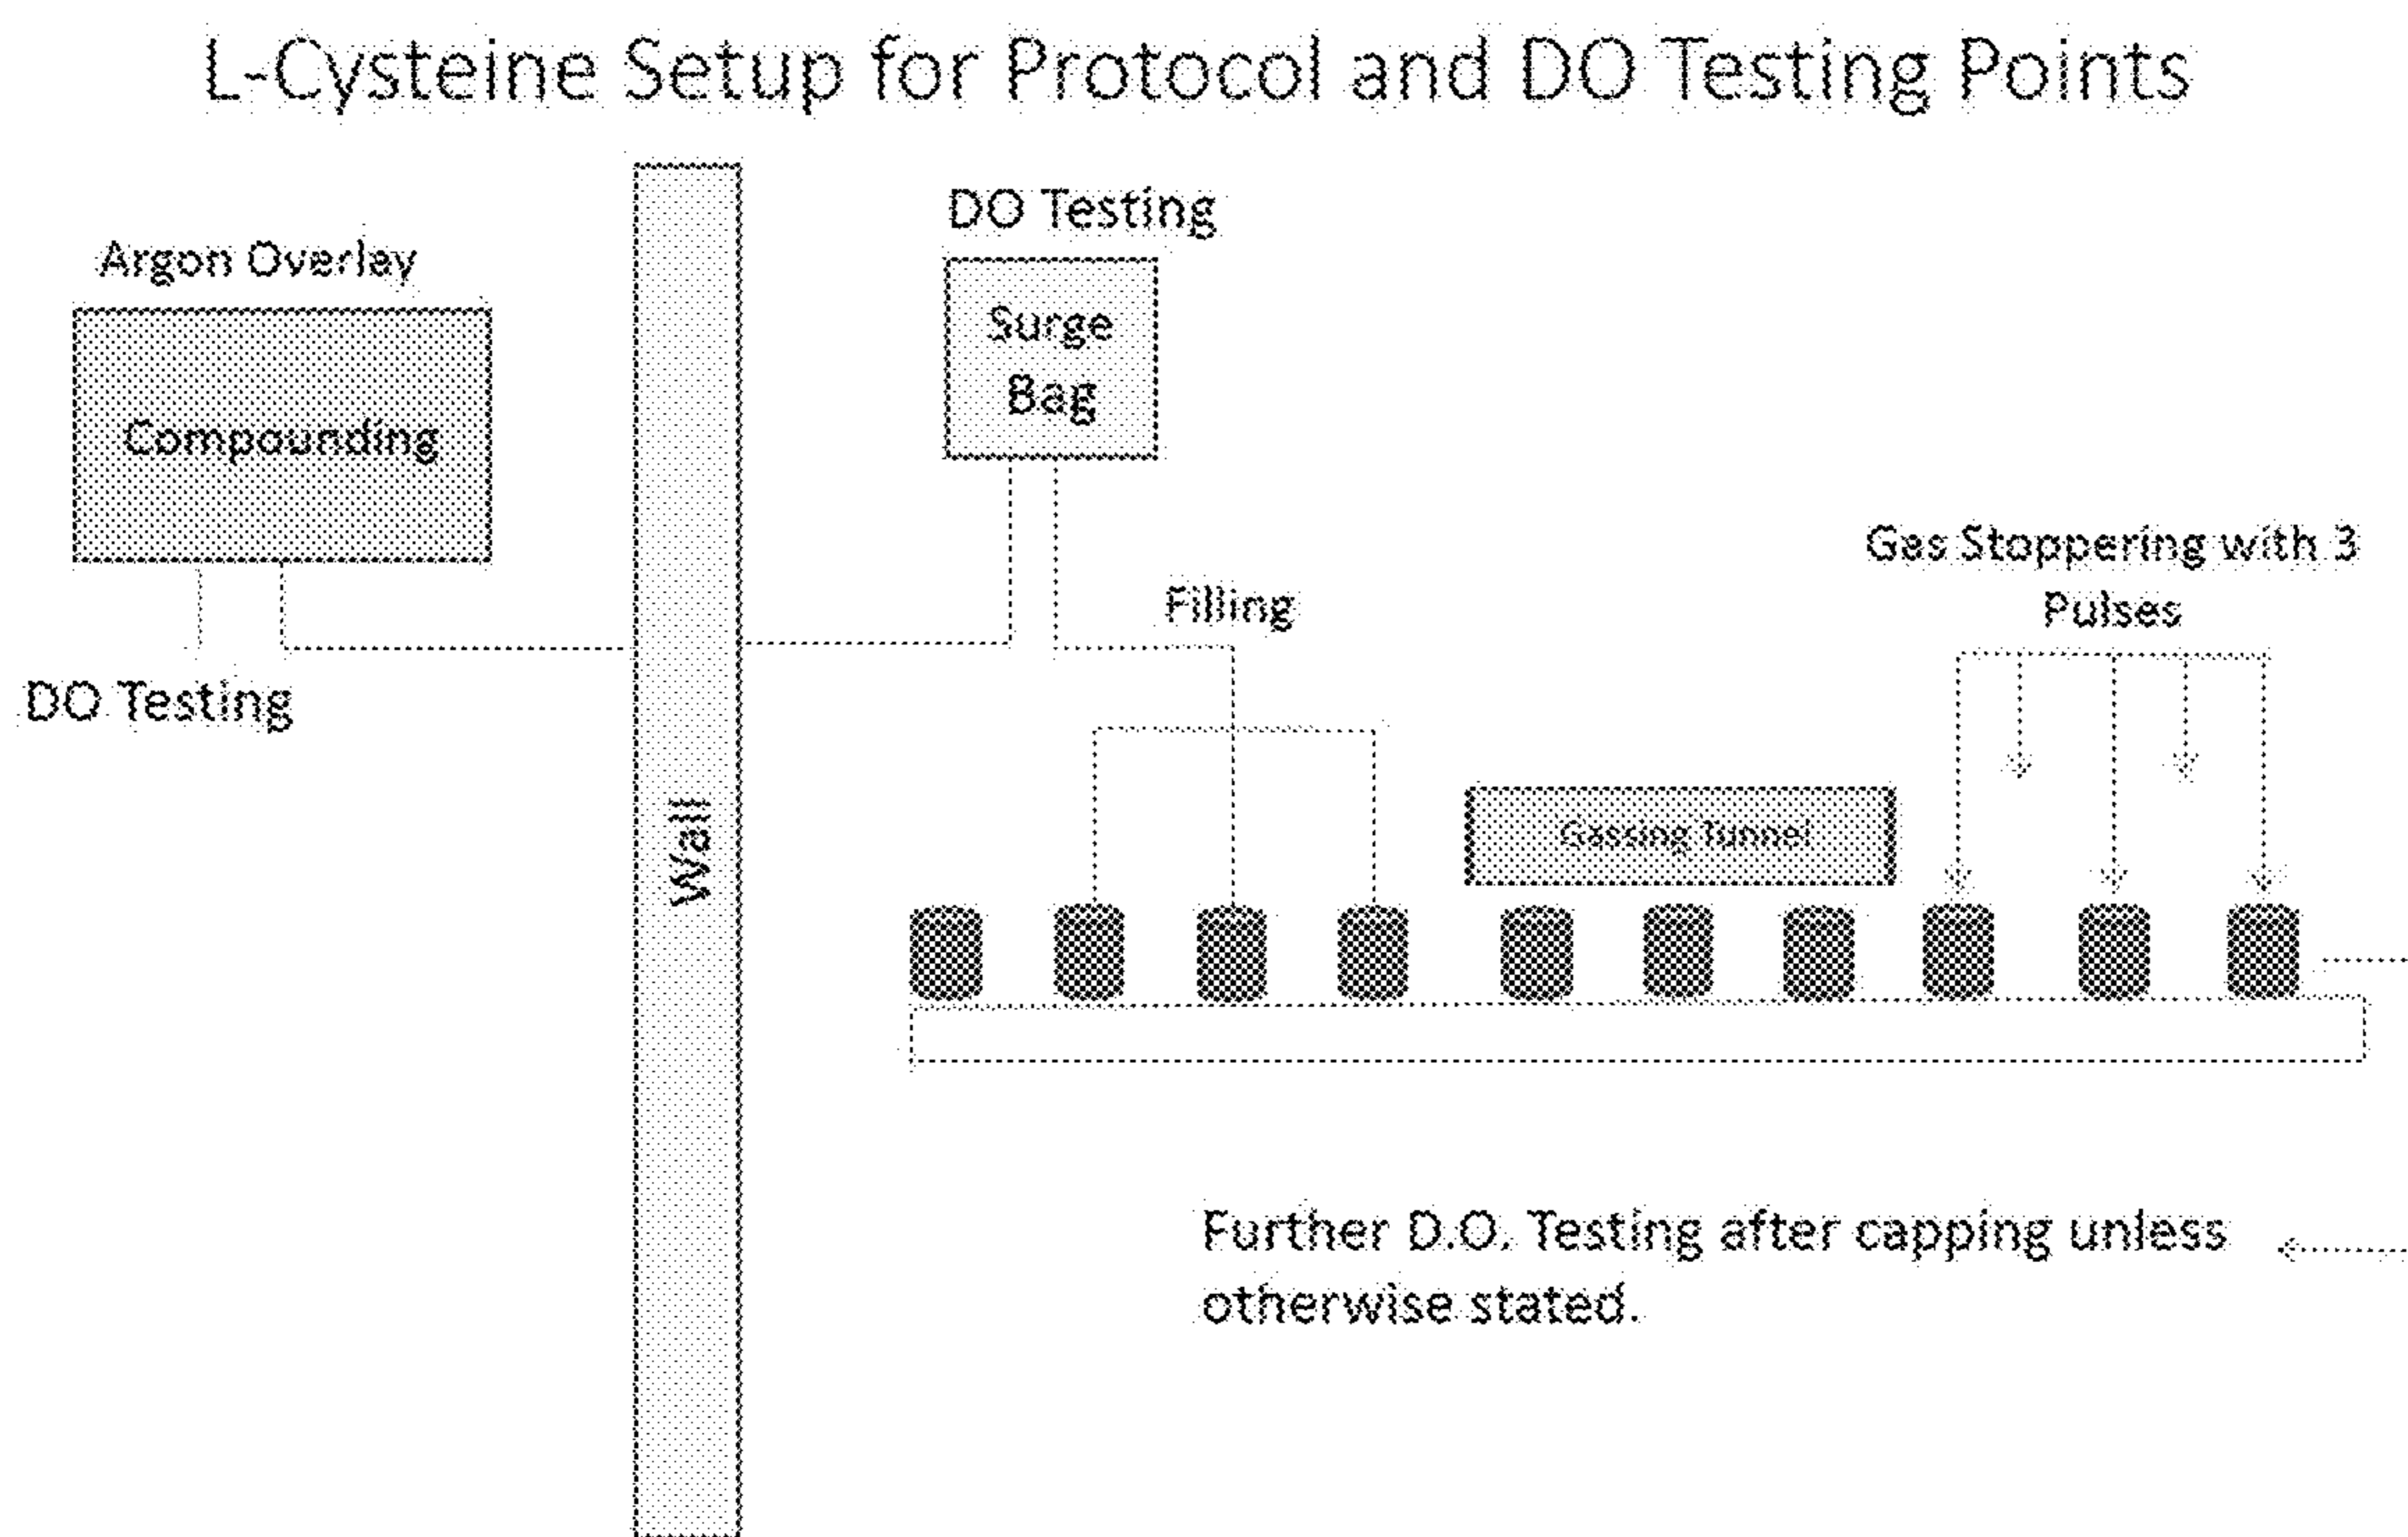 L-Cysteine Setup for Protocol and DO Testing Points
DO Testing
Argon Overlay
Surge
Bag
Compounding
Gas Stoppering with 3
Pulses
Filling
DO Testing
Gassing Tunnel
Wall
Further D.O. Testing after capping unless
otherwise stated.